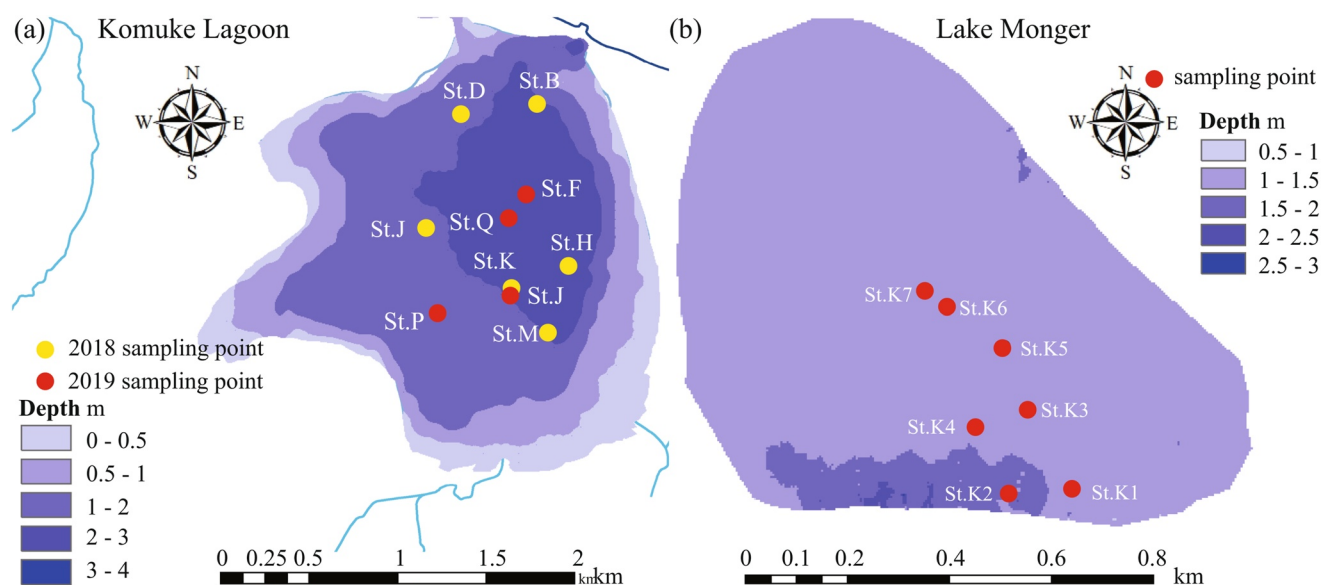 (a) Komuke Lagoon
N
W E
S
St.D
St.B
St.F
St.Q
St.J
St.H
St.K
St.J
St.P
St.M
2018 sampling point
2019 sampling point
Depth m
0 - 0.5
0.5 - 1
1 - 2
2 - 3
3 - 4
0 0.25 0.5 1 1.5 2 km km
(b) Lake Monger
sampling point
N
W E
S
Depth m
0.5 - 1
1 - 1.5
1.5 - 2
2 - 2.5
2.5 - 3
St.K7
St.K6
St.K5
St.K3
St.K4
St.K2
St.K1
0 0.1 0.2 0.4 0.6 0.8
km